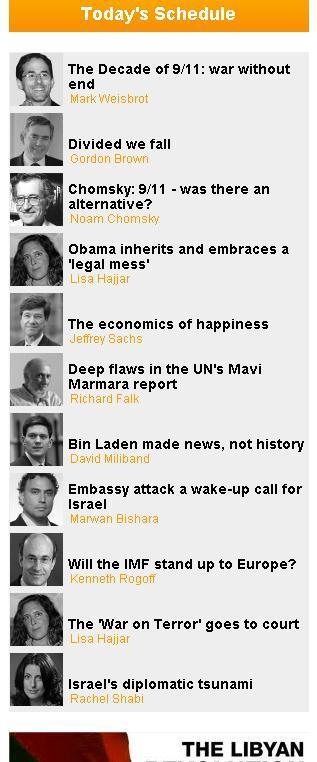 Today's Schedule
The Decade of 9/11: war without
end
Mark Weisbrot
Divided we fall
Gordon Brown
Chomsky: 9/11 - was there an
alternative?
Noam Chomsky
Obama inherits and embraces a
'legal mess'
Lisa Hajjar
The economics of happiness
Jeffrey Sachs
Deep flaws in the UN's Mavi
Marmara report
Richard Falk
Bin Laden made news, not history
David Miliband
Embassy attack a wake-up call for
Israel
Marwan Bishara
Will the IMF stand up to Europe?
Kenneth Rogoff
The 'War on Terror' goes to court
Lisa Hajjar
Israel's diplomatic tsunami
Rachel Shabi
THE LIBYAN